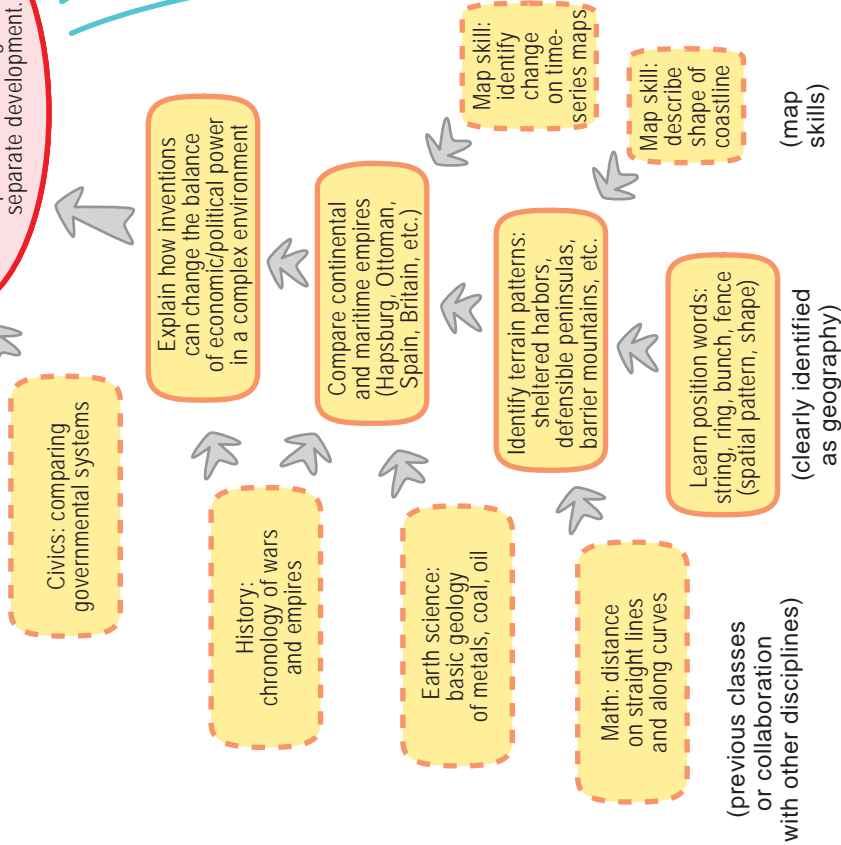 separate development.
Civics: comparing
governmental systems
Explain how inventions
can change the balance
of economic/political power
in a complex environment
History:
chronology of wars
and empires
Compare continental
and maritime empires
(Hapsburg, Ottoman,
Spain, Britain, etc.)
Map skill:
identify
change
on time-
series maps
Earth science:
basic geology
of metals, coal, oil
Identify terrain patterns:
sheltered harbors,
defensible peninsulas,
barrier mountains, etc.
Map skill:
describe
shape of
coastline
Math: distance
on straight lines
and along curves
Learn position words:
string, ring, bunch, fence
(spatial pattern, shape)
(previous classes
or collaboration
with other disciplines)
(clearly identified
as geography)
(map
skills)